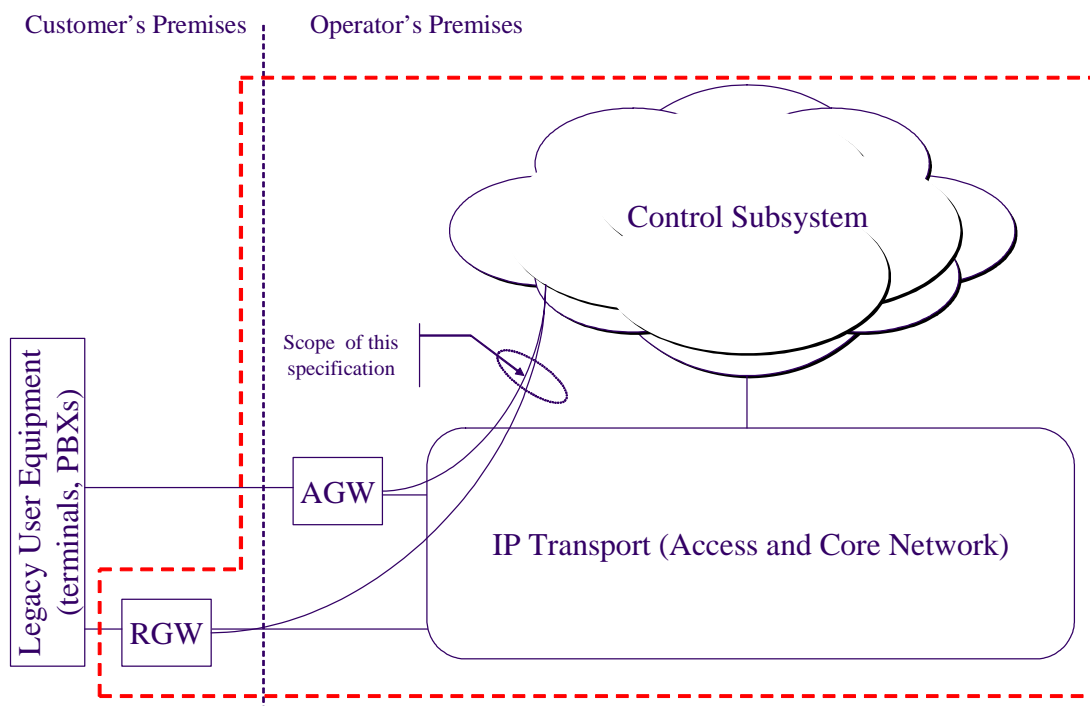 Customer’s Premises
Operator’s Premises
Control Subsystem
Scope of this
specification
Legacy User Equipment
(terminals, PBXs)
AGW
IP Transport (Access and Core Network)
RGW